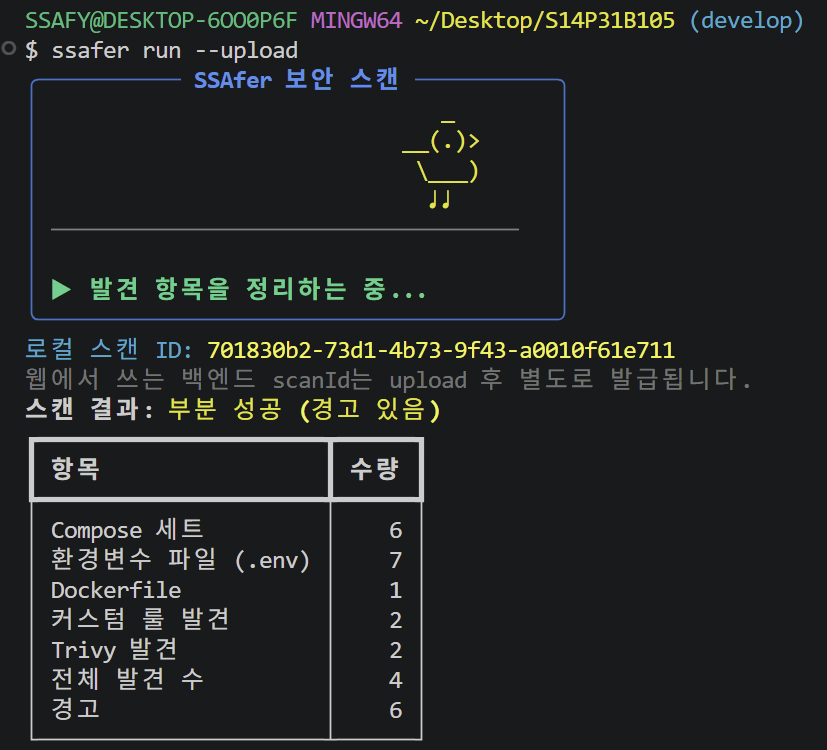 SSAFY@DESKTOP-6OO0P6F MINGW64 ~/Desktop/S14P31B105 (develop)
$ ssafer run --upload
SSAfer 보안 스캔
_
__(.)>
\___)
♩♩
▶ 발견 항목을 정리하는 중...
로컬 스캔 ID: 701830b2-73d1-4b73-9f43-a0010f61e711
웹에서 쓰는 백엔드 scanId는 upload 후 별도로 발급됩니다.
스캔 결과: 부분 성공 (경고 있음)
항목 수량
Compose 세트 6
환경변수 파일 (.env) 7
Dockerfile 1
커스텀 룰 발견 2
Trivy 발견 2
전체 발견 수 4
경고 6